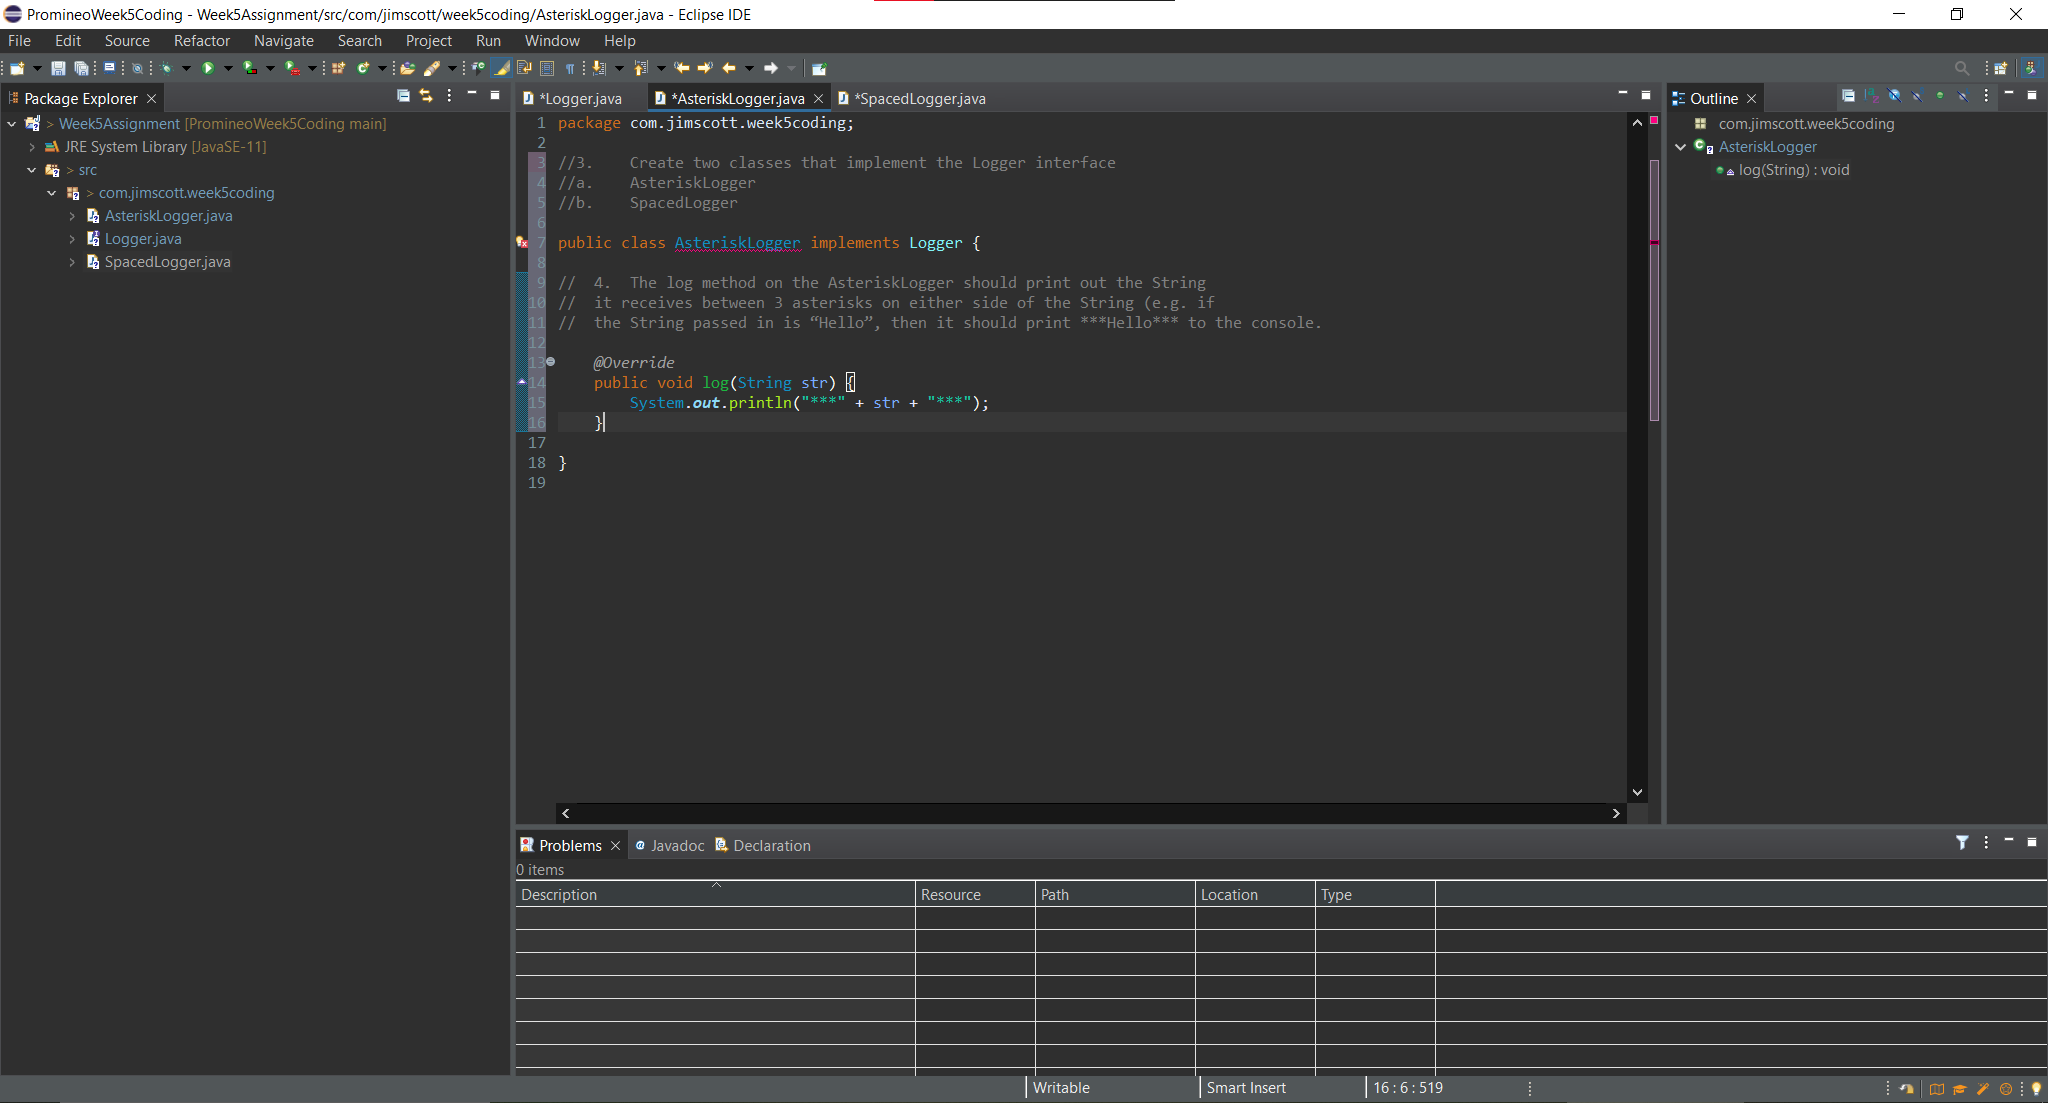 PromineoWeek5Coding - Week5Assignment/src/com/jimscott/week5coding/AsteriskLogger.java - Eclipse IDE
File Edit Source Refactor Navigate Search Project Run Window Help
Package Explorer
> Week5Assignment [PromineoWeek5Coding main]
JRE System Library [JavaSE-11]
> src
> com.jimscott.week5coding
AsteriskLogger.java
Logger.java
SpacedLogger.java
*Logger.java *AsteriskLogger.java *SpacedLogger.java
1 package com.jimscott.week5coding;
2
3 //3. Create two classes that implement the Logger interface
4 //a. AsteriskLogger
5 //b. SpacedLogger
6
7 public class AsteriskLogger implements Logger {
8
9 // 4. The log method on the AsteriskLogger should print out the String
10 // it receives between 3 asterisks on either side of the String (e.g. if
11 // the String passed in is “Hello”, then it should print ***Hello*** to the console.
12
13 @Override
14 public void log(String str) {
15 System.out.println("***" + str + "***");
16 }
17
18 }
19
Outline
com.jimscott.week5coding
AsteriskLogger
log(String) : void
Problems Javadoc Declaration
0 items
Description Resource Path Location Type
Writable Smart Insert 16 : 6 : 519